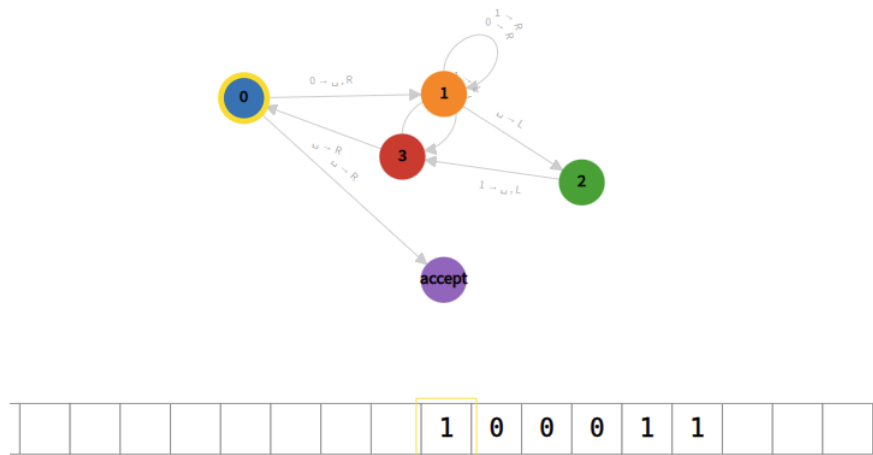 1→R
0→R
0→␣,R
0
1
␣→L
␣→R
3
␣→R
2
1→␣,L
accept
1 0 0 0 1 1